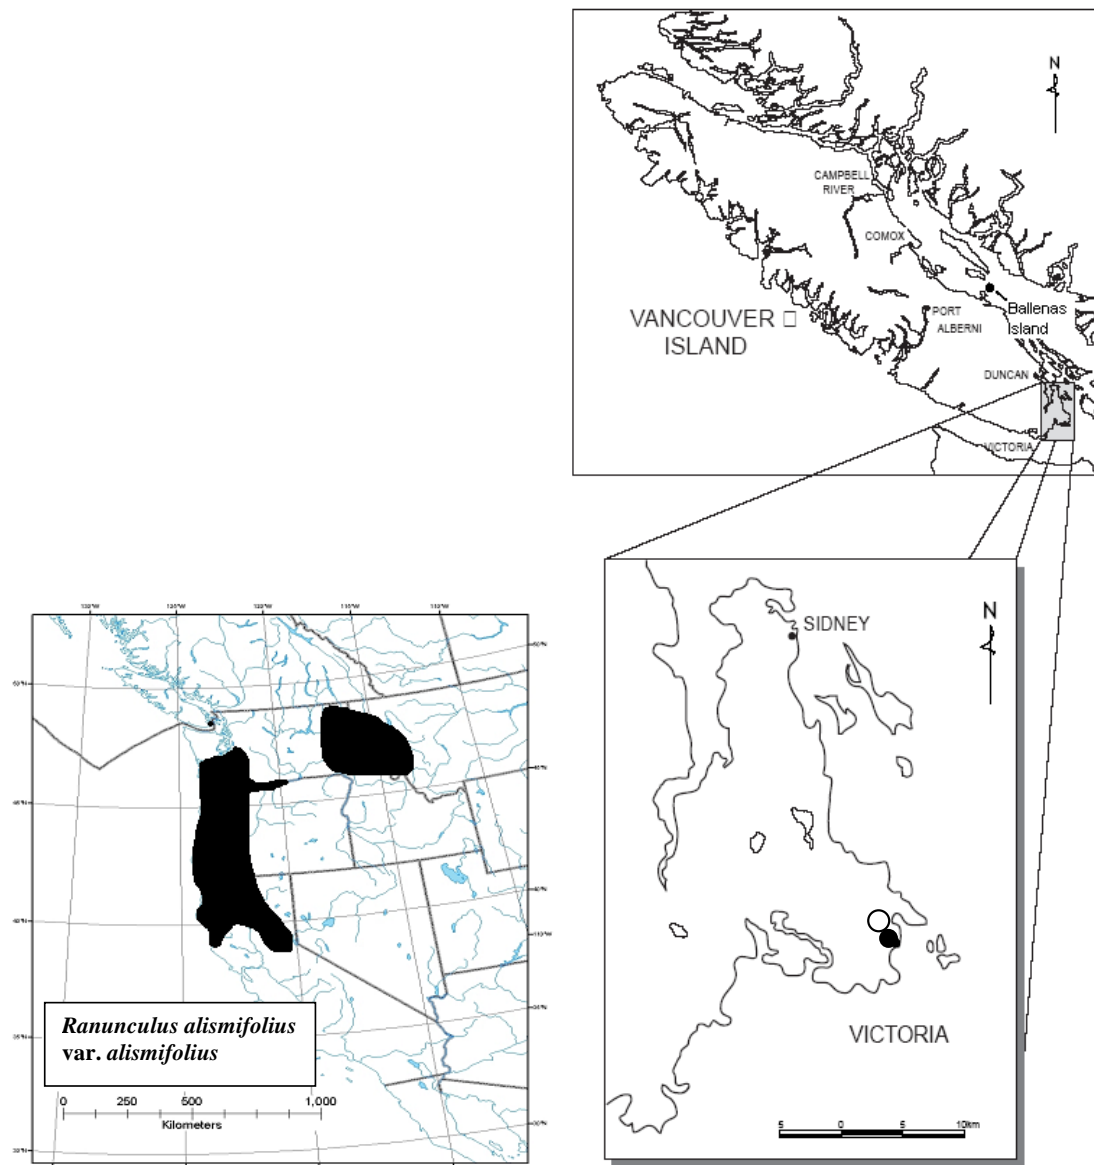 N
CAMPBELL
RIVER
COMOX
Ballenas
Island
VANCOUVER □
ISLAND
PORT
ALBERNI
DUNCAN
VICTORIA
SIDNEY
N
VICTORIA
5 0 5 10km
Ranunculus alismifolius
var. alismifolius
0 250 500 1,000
Kilometers